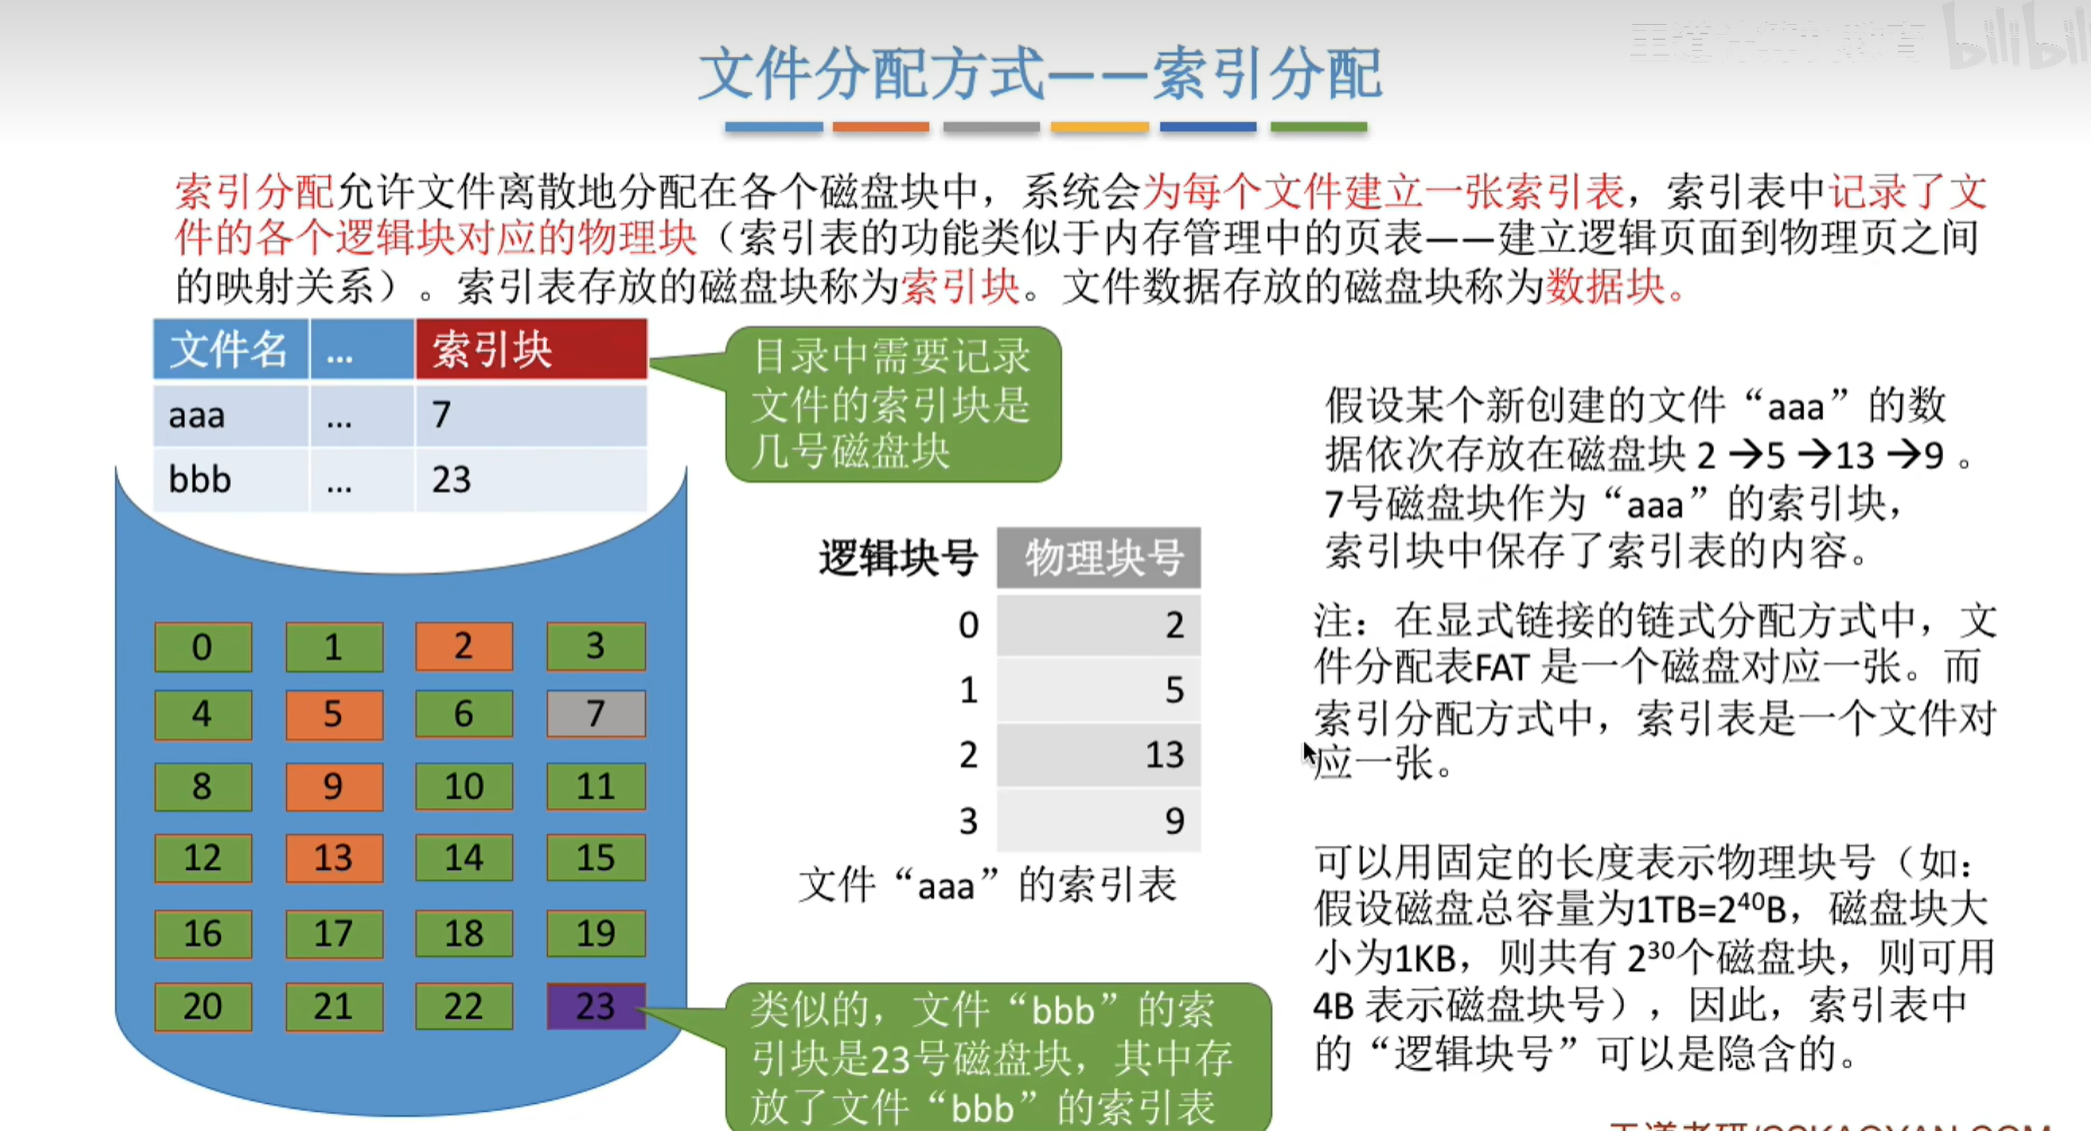 文件分配方式——索引分配
bilibili
索引分配允许文件离散地分配在各个磁盘块中，系统会为每个文件建立一张索引表，索引表中记录了文
件的各个逻辑块对应的物理块（索引表的功能类似于内存管理中的页表——建立逻辑页面到物理页之间
的映射关系）。索引表存放的磁盘块称为索引块。文件数据存放的磁盘块称为数据块。
文件名 ... 索引块
aaa ... 7
bbb ... 23
目录中需要记录
文件的索引块是
几号磁盘块
0 1 2 3
4 5 6 7
8 9 10 11
12 13 14 15
16 17 18 19
20 21 22 23
逻辑块号 物理块号
0 2
1 5
2 13
3 9
文件“aaa”的索引表
类似的，文件“bbb”的索
引块是23号磁盘块，其中存
放了文件“bbb”的索引表
假设某个新创建的文件“aaa”的数
据依次存放在磁盘块 2 →5 →13 →9 。
7号磁盘块作为“aaa”的索引块，
索引块中保存了索引表的内容。
注：在显式链接的链式分配方式中，文
件分配表FAT 是一个磁盘对应一张。而
索引分配方式中，索引表是一个文件对
应一张。
可以用固定的长度表示物理块号（如：
假设磁盘总容量为1TB=2⁴⁰B，磁盘块大
小为1KB，则共有 2³⁰个磁盘块，则可用
4B 表示磁盘块号），因此，索引表中
的“逻辑块号”可以是隐含的。